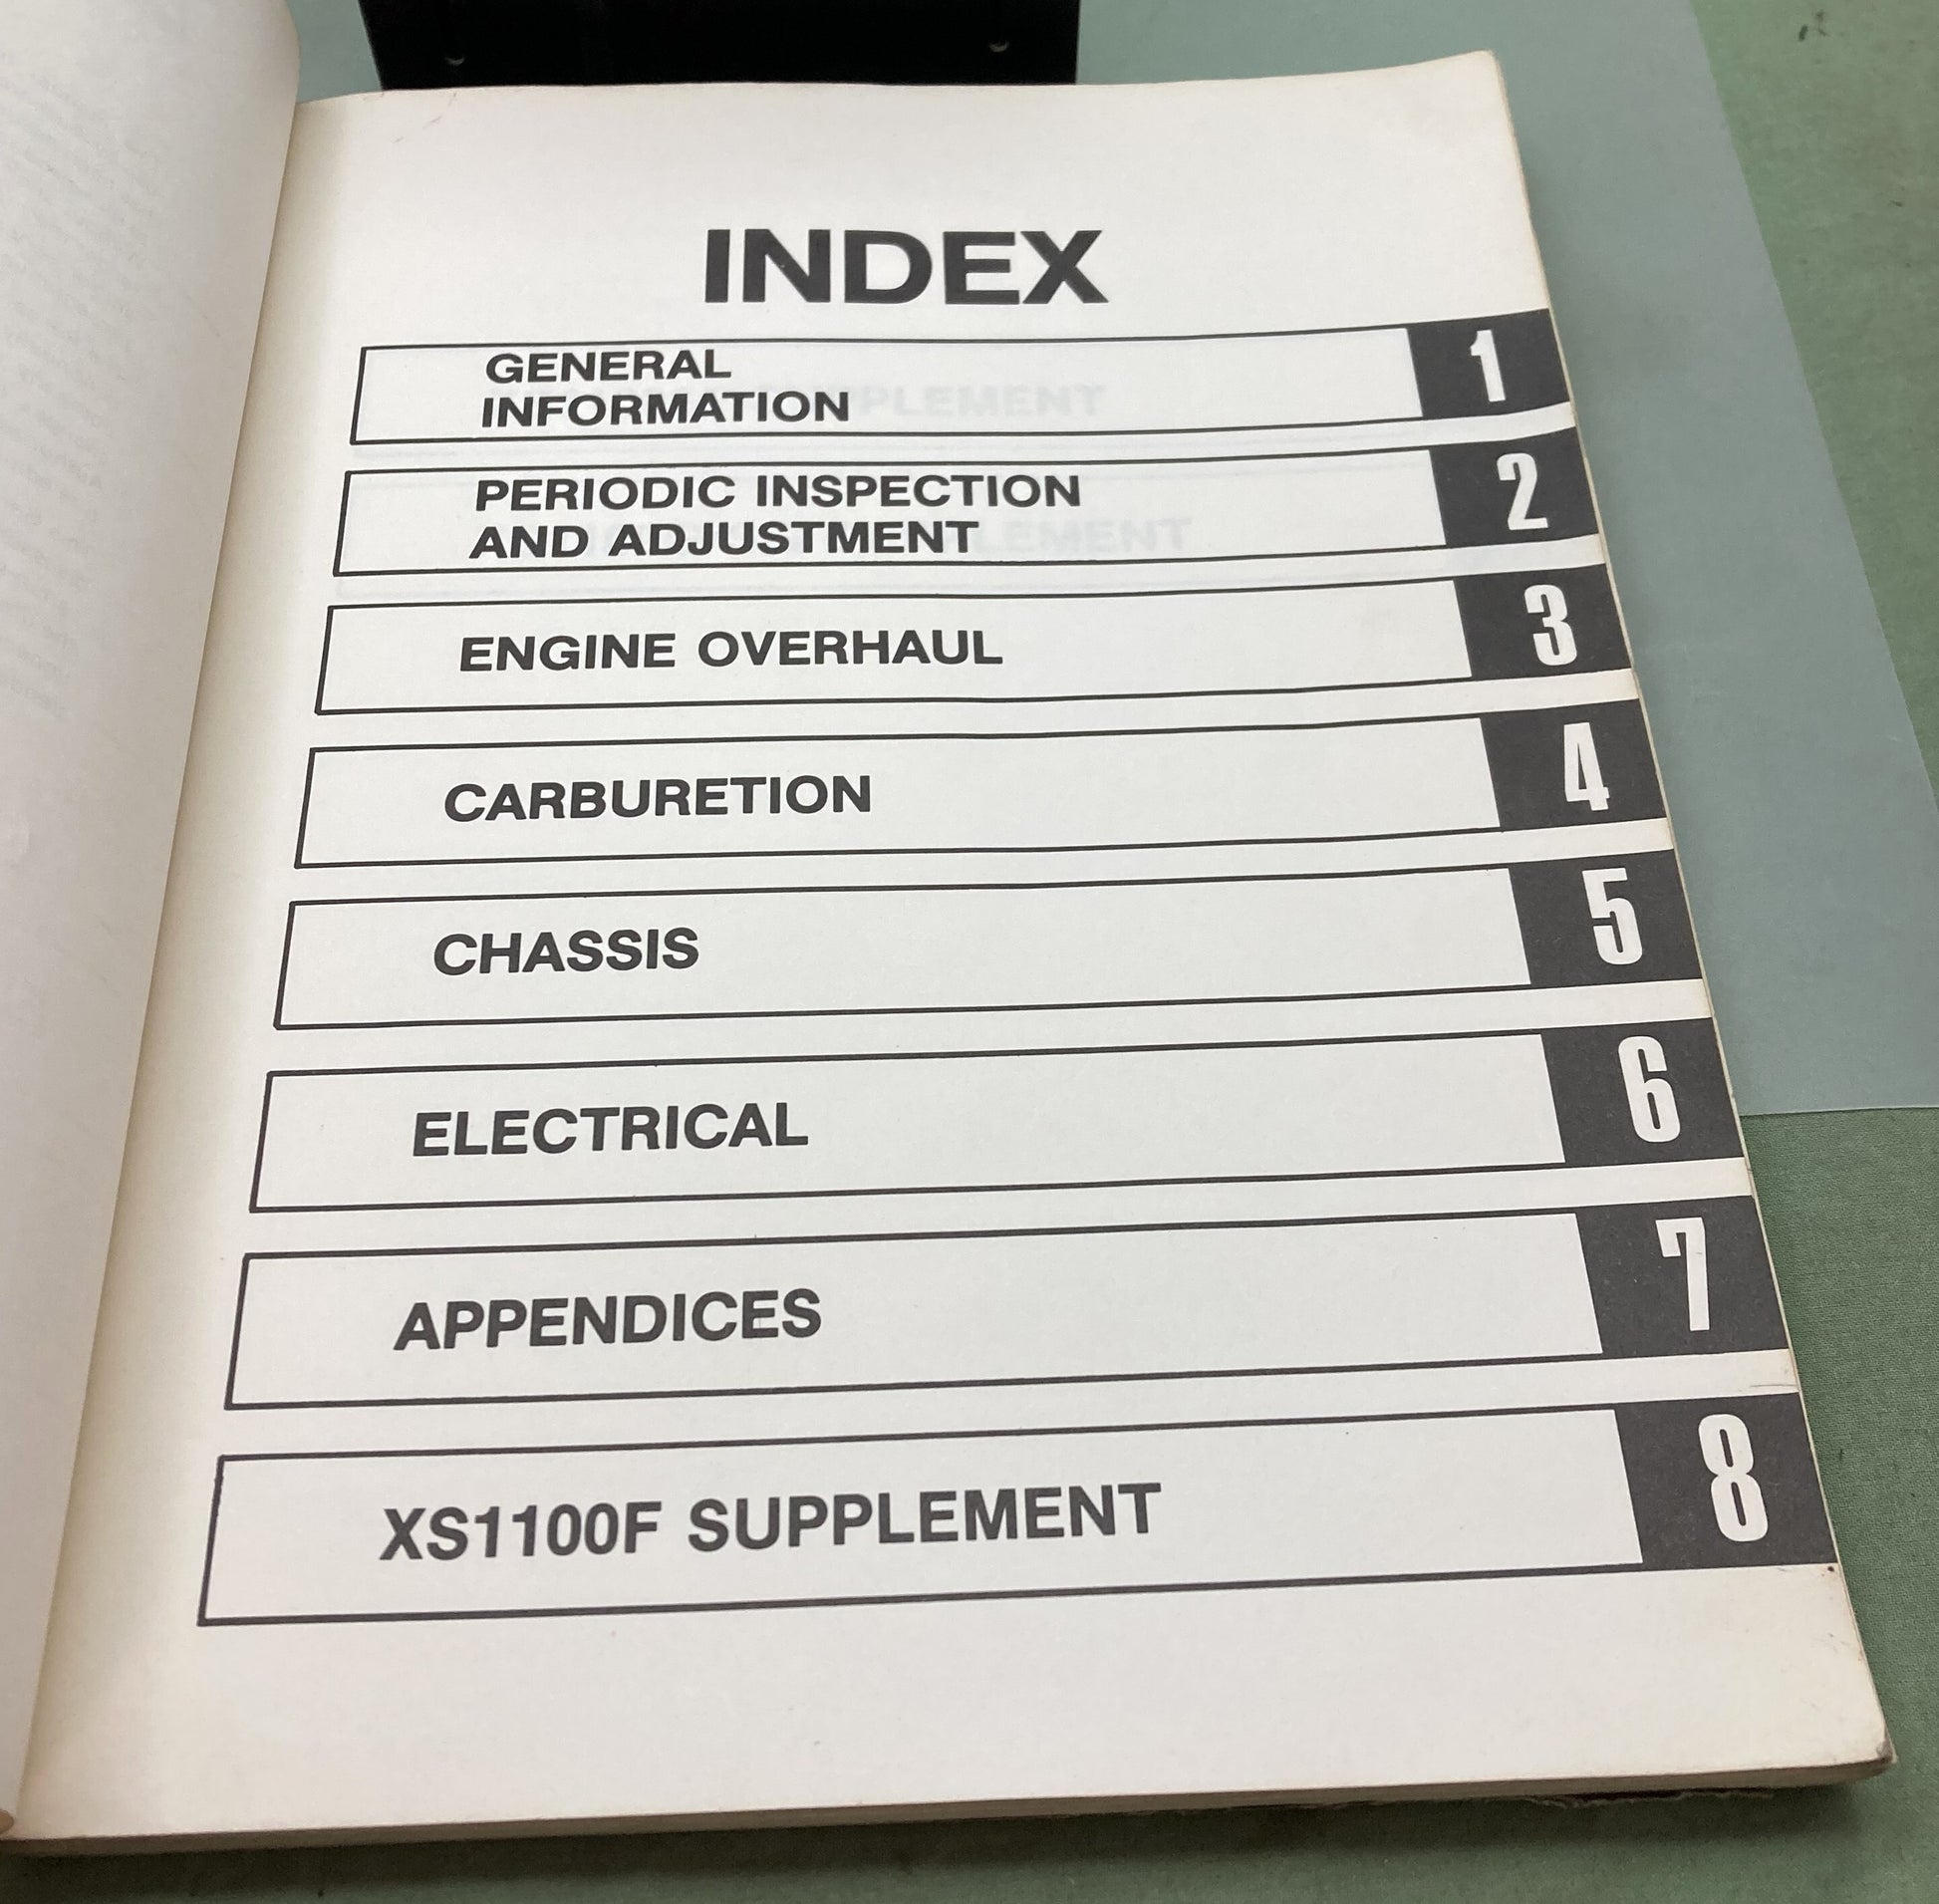 INDEX
GENERAL
INFORMATION
1
PERIODIC INSPECTION
AND ADJUSTMENT
2
ENGINE OVERHAUL
3
CARBURETION
4
CHASSIS
5
ELECTRICAL
6
APPENDICES
7
XS1100F SUPPLEMENT
8